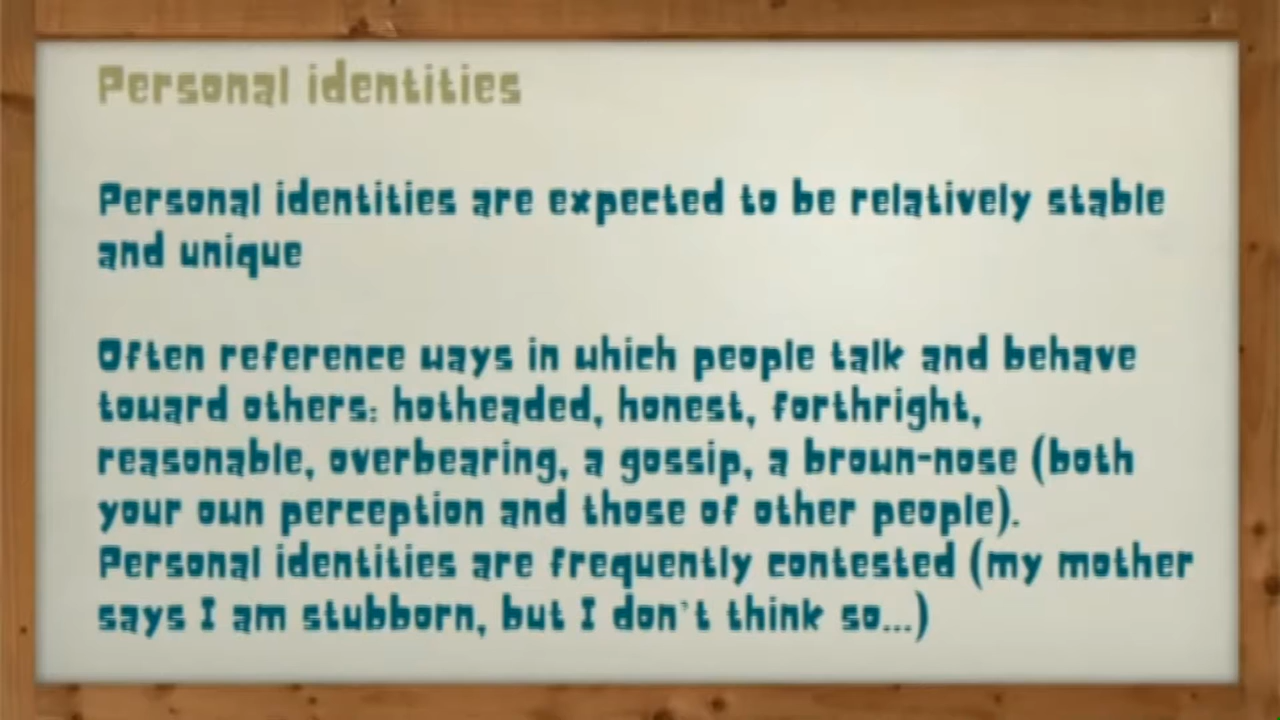 Personal identities
Personal identities are expected to be relatively stable
and unique
Often reference ways in which people talk and behave
toward others: hotheaded, honest, forthright,
reasonable, overbearing, a gossip, a brown-nose (both
your own perception and those of other people).
Personal identities are frequently contested (my mother
says I am stubborn, but I don't think so...)